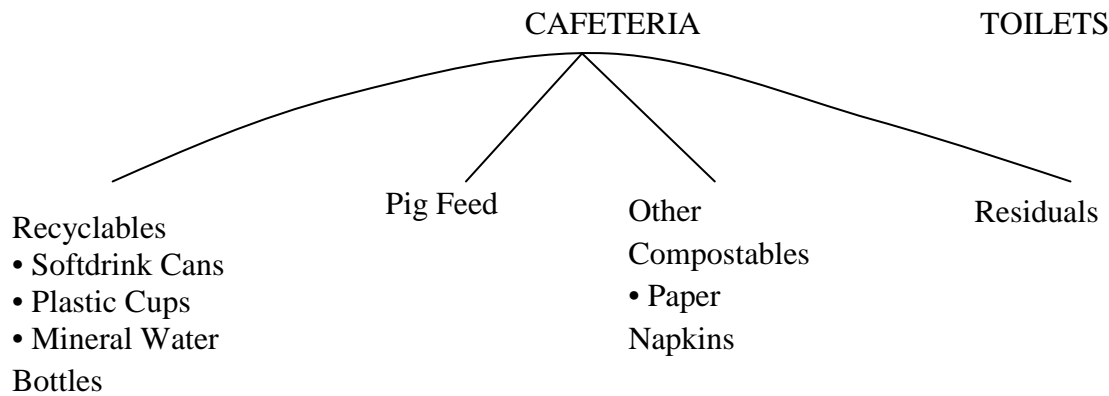 CAFETERIA
TOILETS
Recyclables
• Softdrink Cans
• Plastic Cups
• Mineral Water
Bottles
Pig Feed
Other
Compostables
• Paper
Napkins
Residuals